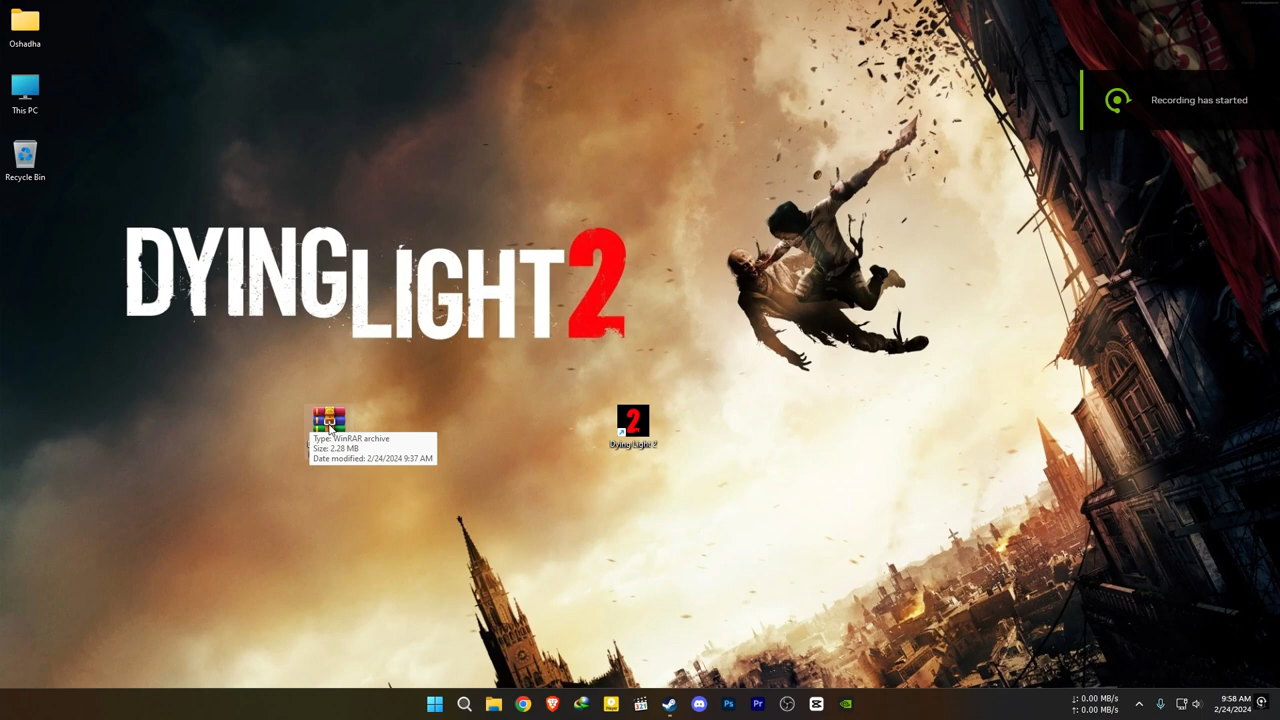 Oshadha
This PC
Recycle Bin
Recording has started
DYING LIGHT 2
2
Dying Light 2
Type: WinRAR archive
Size: 2.28 MB
Date modified: 2/24/2024 9:37 AM
Ps
Pr
↓: 0.00 MB/s
↑: 0.00 MB/s
9:58 AM
2/24/2024